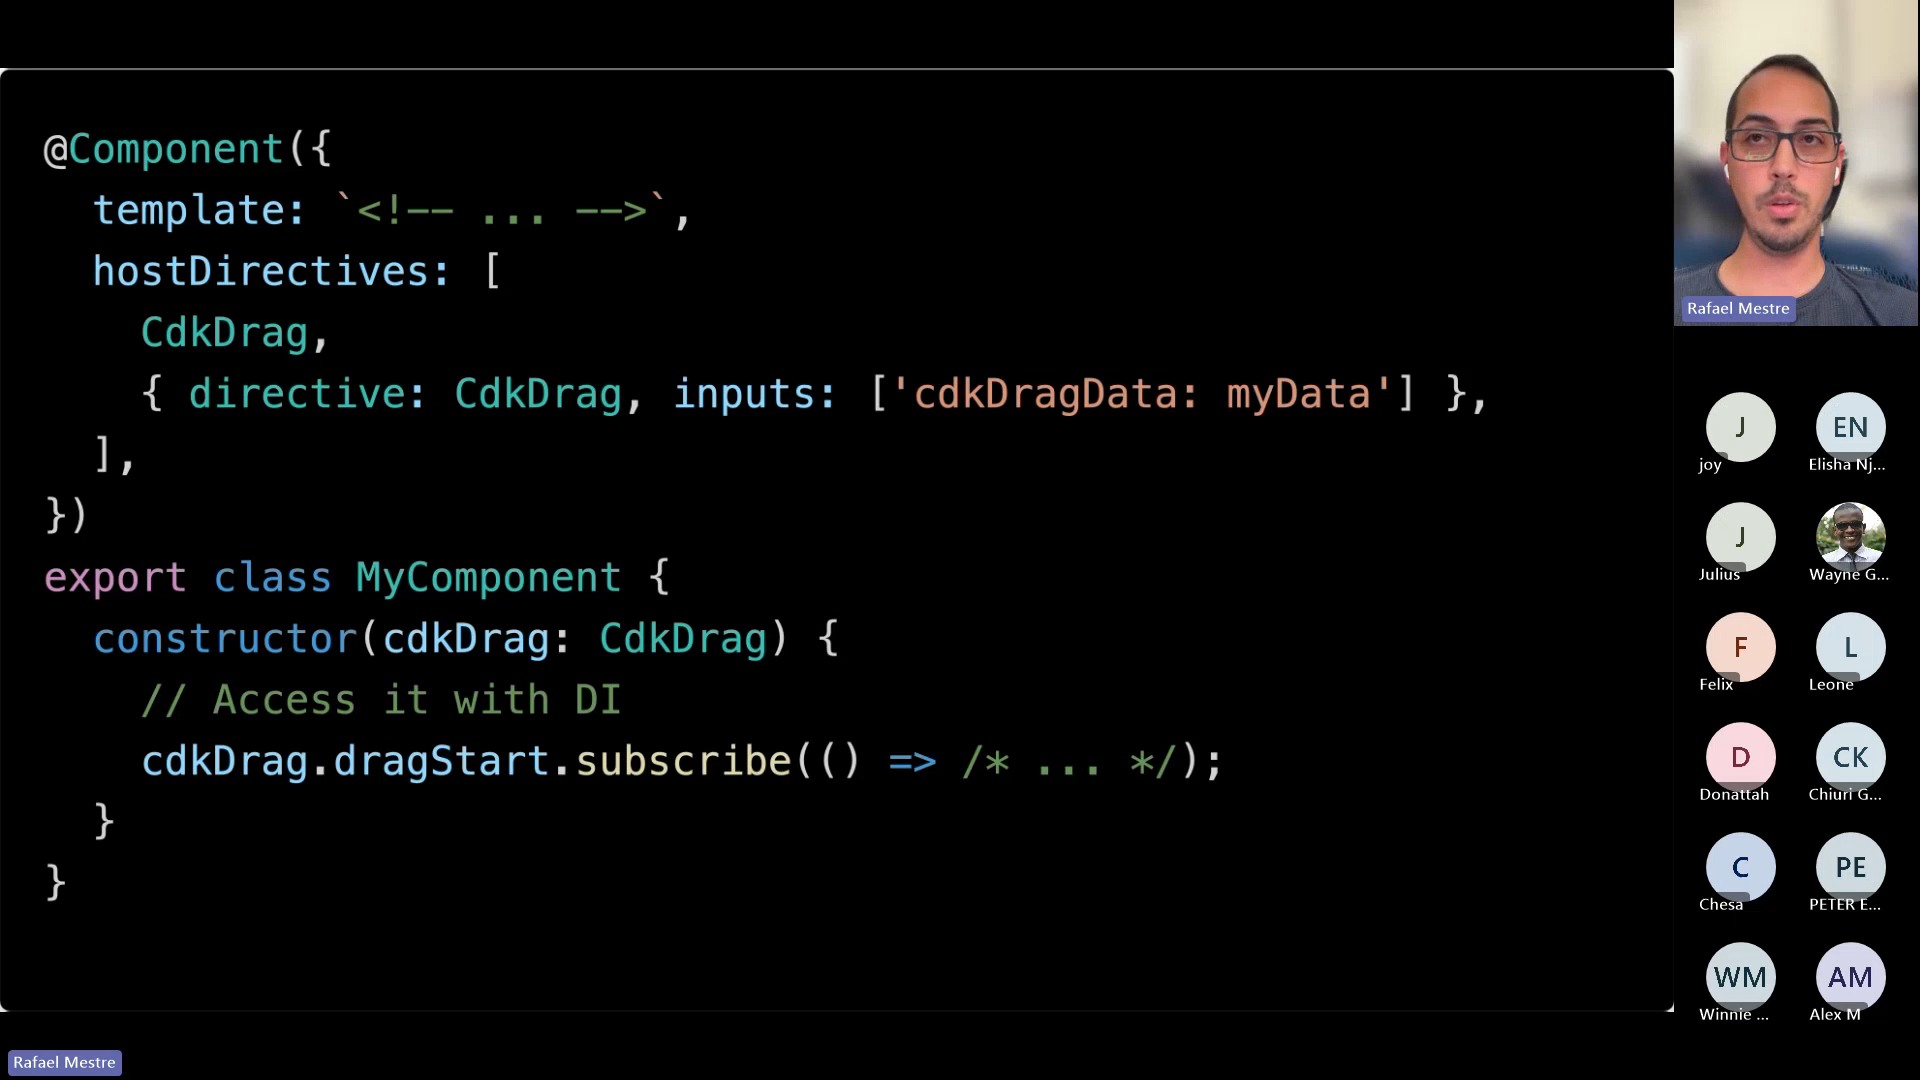 @Component({
  template: `<!-- ... -->`,
  hostDirectives: [
    CdkDrag,
    { directive: CdkDrag, inputs: ['cdkDragData: myData'] },
  ],
})
export class MyComponent {
  constructor(cdkDrag: CdkDrag) {
    // Access it with DI
    cdkDrag.dragStart.subscribe(() => /* ... */);
  }
}
Rafael Mestre
J
joy
EN
Elisha Nj...
J
Julius
Wayne G...
F
Felix
L
Leone
D
Donattah
CK
Chiuri G...
C
Chesa
PE
PETER E...
WM
Winnie ...
AM
Alex M
Rafael Mestre